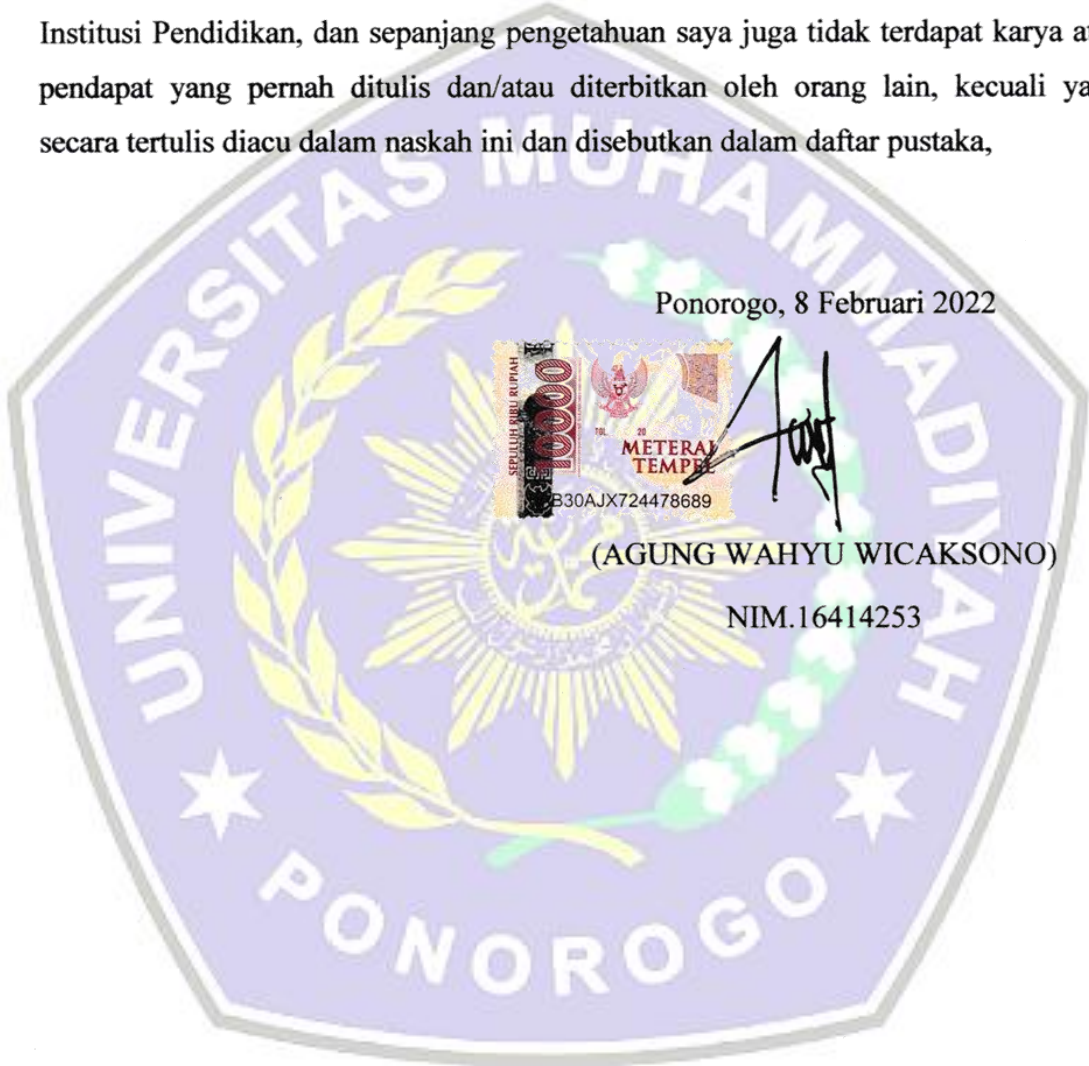 Institusi Pendidikan, dan sepanjang pengetahuan saya juga tidak terdapat karya
pendapat yang pernah ditulis dan/atau diterbitkan oleh orang lain, kecuali
secara tertulis diacu dalam naskah ini dan disebutkan dalam daftar pustaka,
UNIVERSITAS MUHAMMADIYAH
Ponorogo, 8 Februari 2022
SEPULUH RIBU RUPIAH
10000
TGL. 20
METERAI
TEMPEL
B30AJX724478689
(AGUNG WAHYU WICAKSONO)
NIM.16414253
PONOROGO